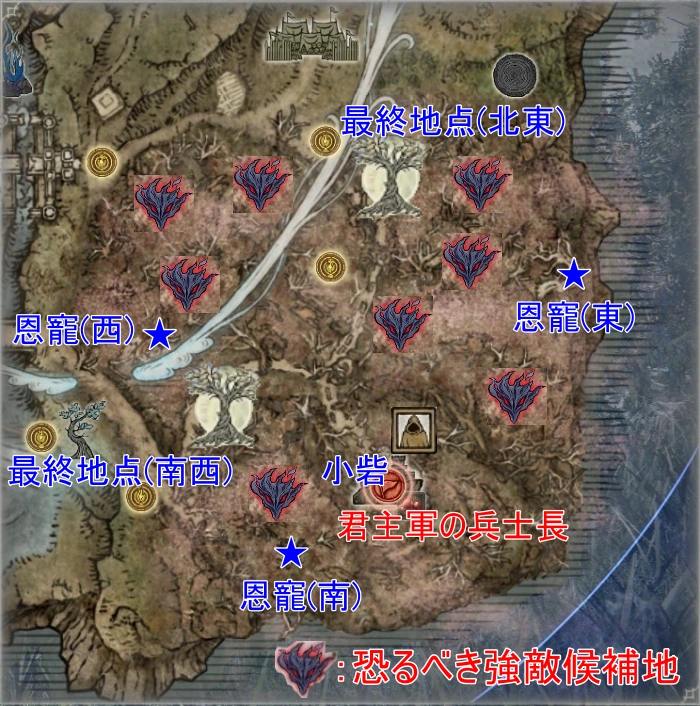 最終地点(北東)
恩寵(東)
恩寵(西)
最終地点(南西)
小砦
君主軍の兵士長
恩寵(南)
:恐るべき強敵候補地